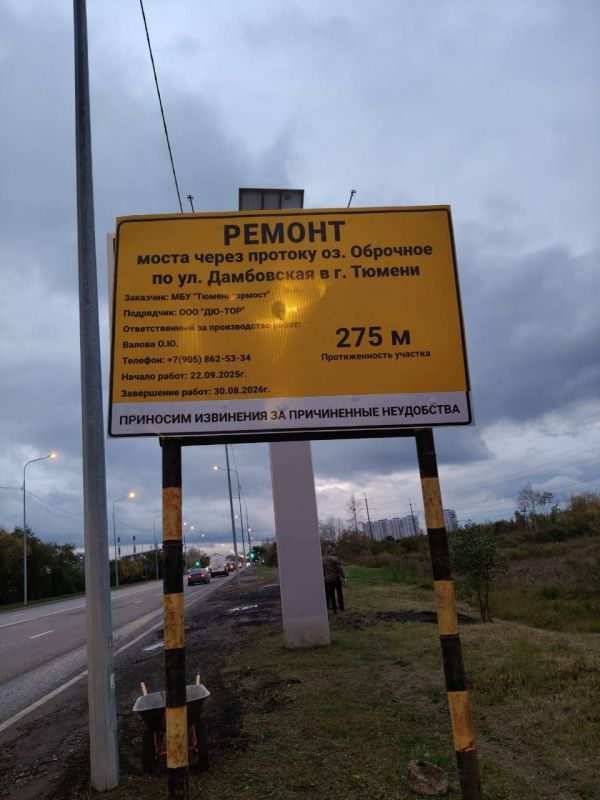 РЕМОНТ
моста через протоку оз. Оброчное
по ул. Дамбовская в г. Тюмени
Заказчик: МБУ "Тюменьгормост"
Подрядчик: ООО "ДЮ-ТОР"
Ответственный за производство работ:
Валова О.Ю.
Телефон: +7(905) 862-53-34
Начало работ: 22.09.2025г.
Завершение работ: 30.08.2026г.
275 м
Протяженность участка
ПРИНОСИМ ИЗВИНЕНИЯ ЗА ПРИЧИНЕННЫЕ НЕУДОБСТВА